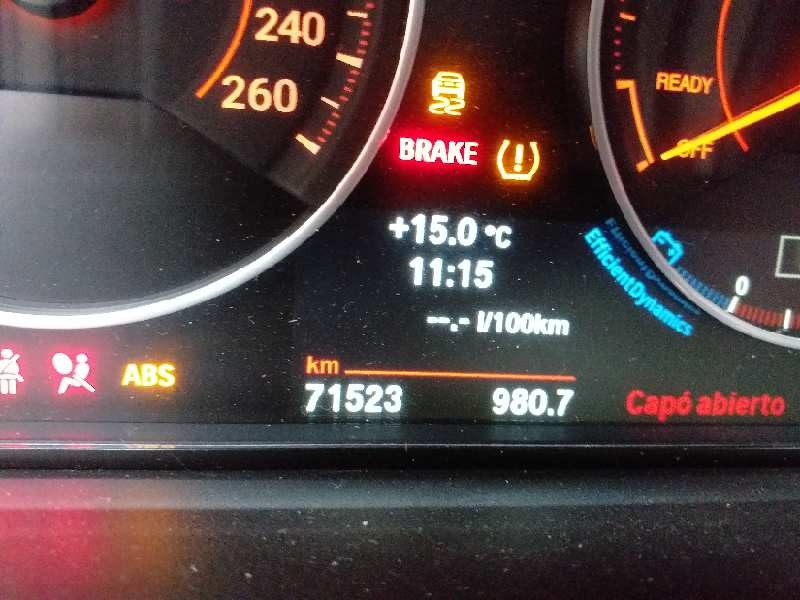 240
260
READY
OFF
BRAKE
+15.0 °C
11:15
--.- l/100km
EfficientDynamics
0
ABS
km
71523 980.7
Capó abierto